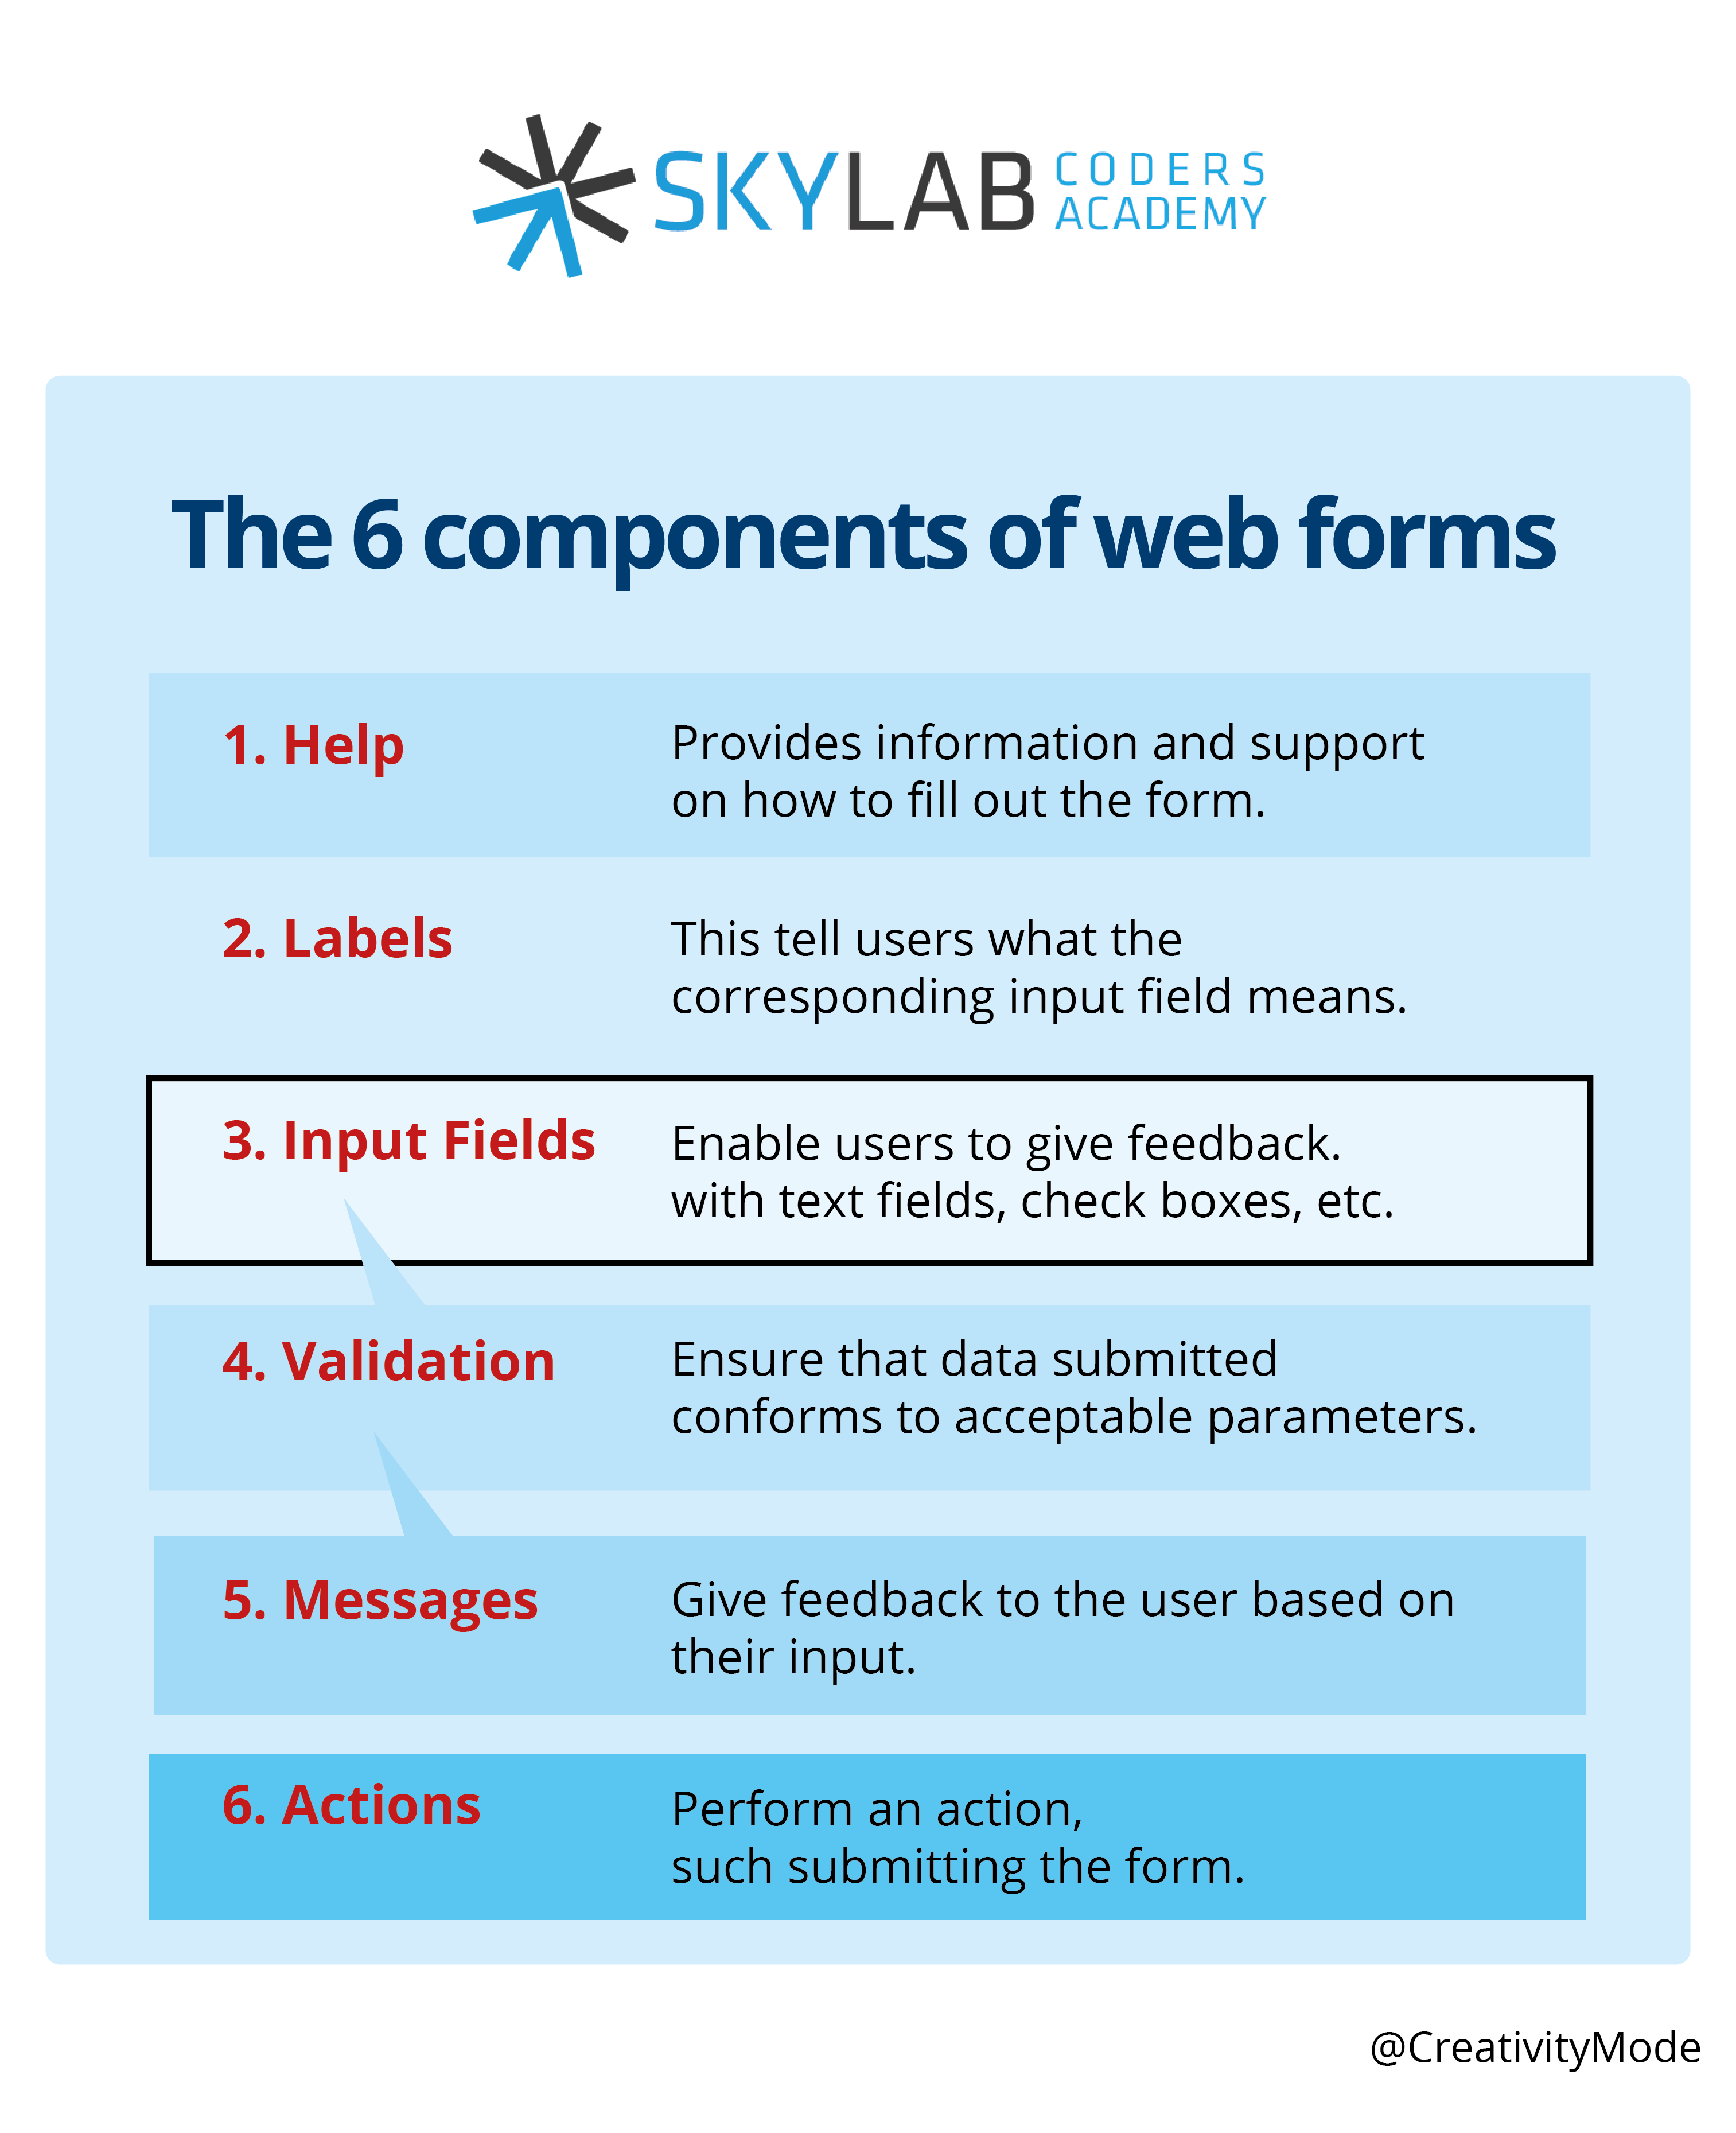 SKYLAB CODERS ACADEMY
The 6 components of web forms
1. Help
Provides information and support
on how to fill out the form.
2. Labels
This tell users what the
corresponding input field means.
3. Input Fields
Enable users to give feedback.
with text fields, check boxes, etc.
4. Validation
Ensure that data submitted
conforms to acceptable parameters.
5. Messages
Give feedback to the user based on
their input.
6. Actions
Perform an action,
such submitting the form.
@CreativityMode